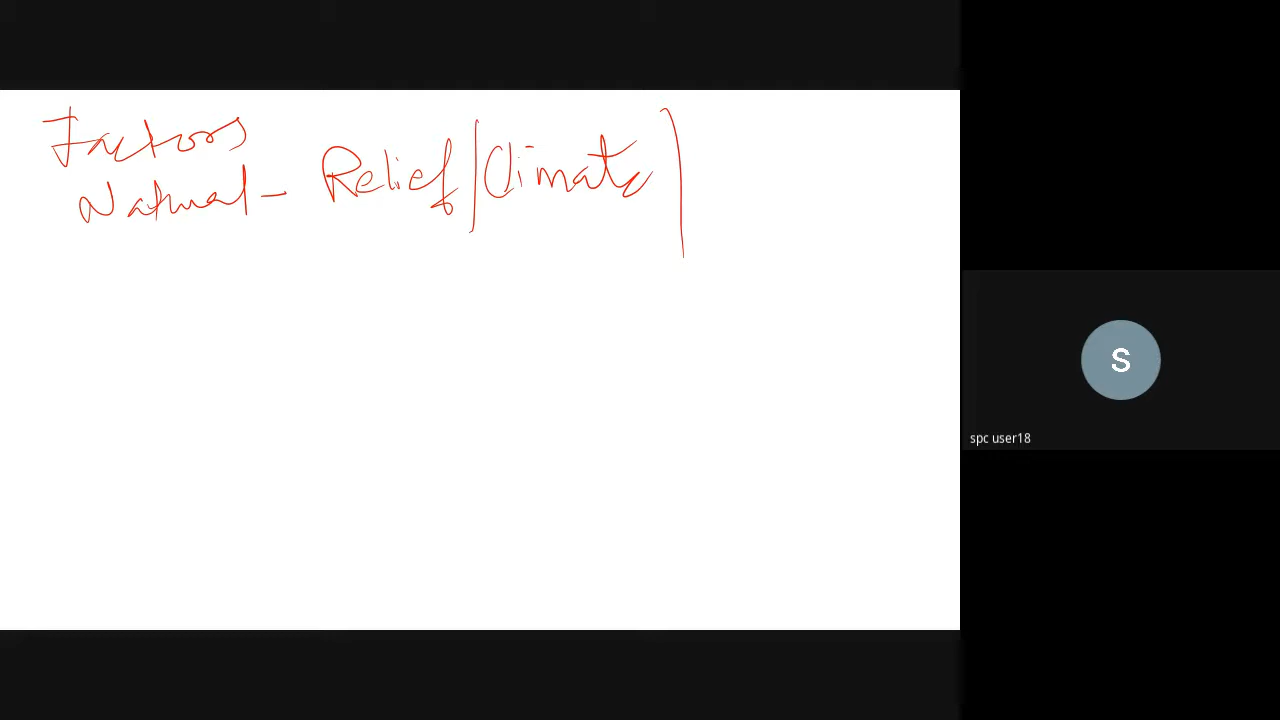 Factors
Natural - Relief | Climate |
S
spc user18